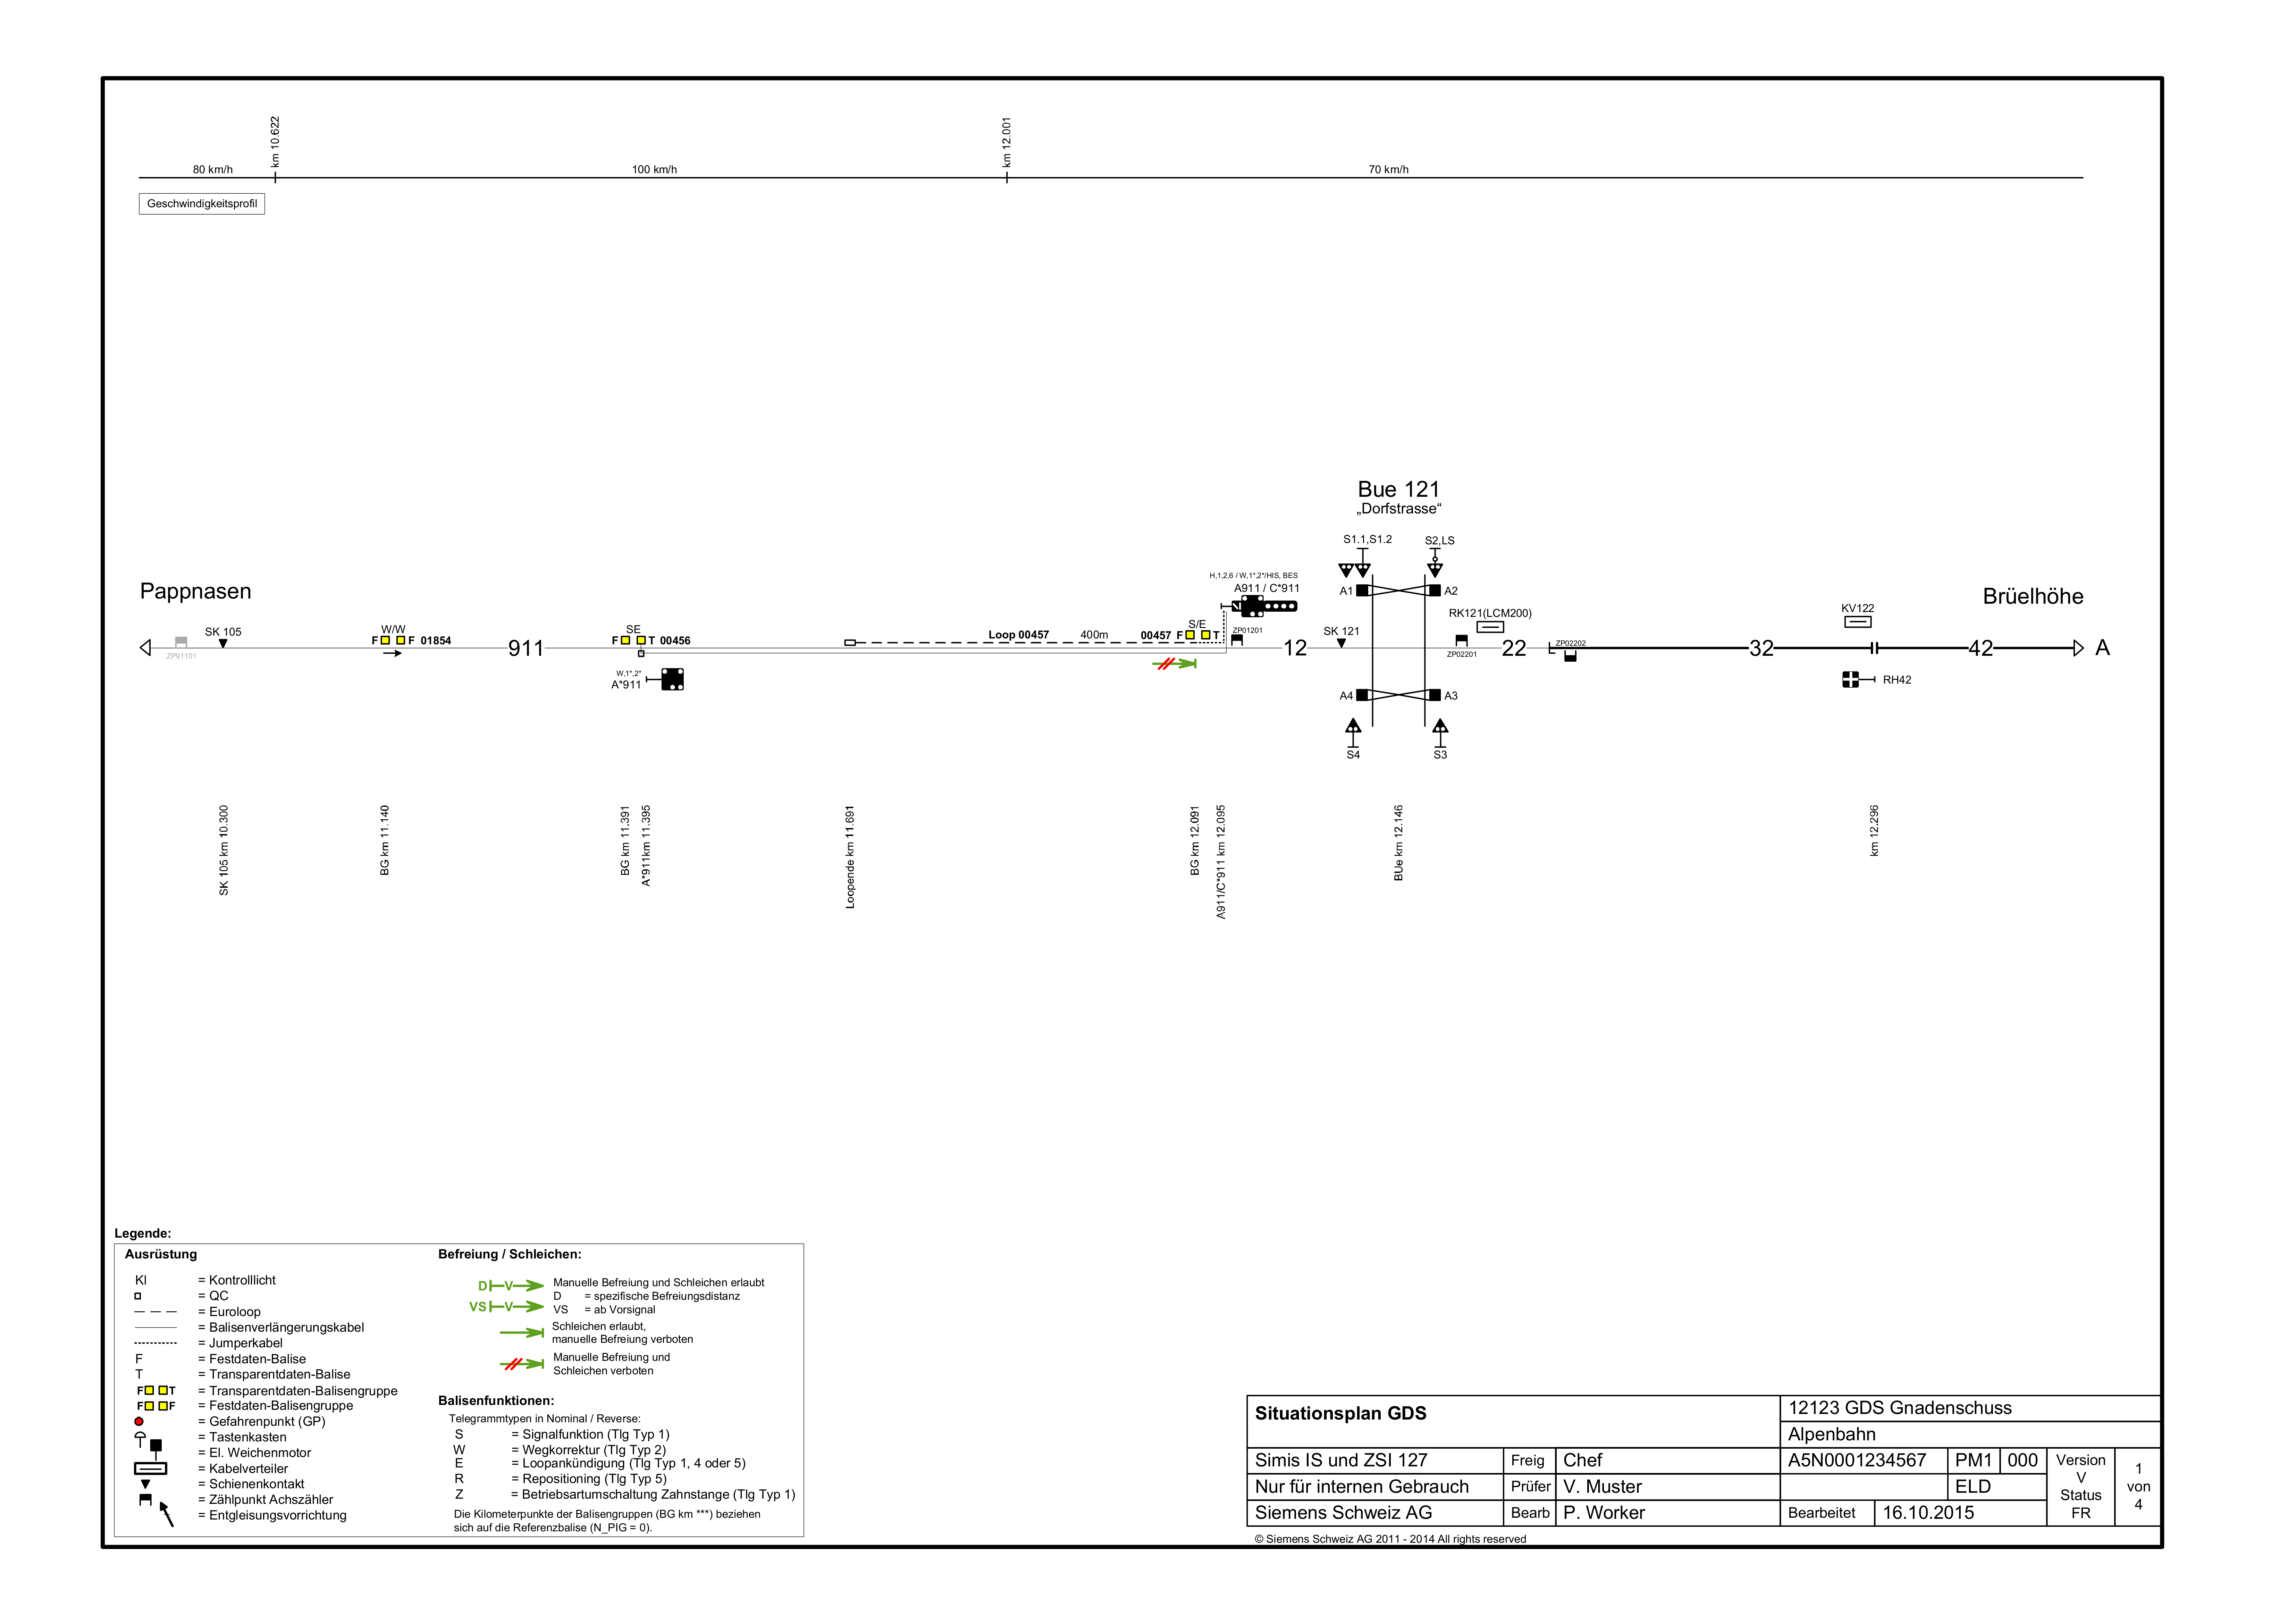 km 10.622
km 12.001
80 km/h
100 km/h
70 km/h
Geschwindigkeitsprofil
Bue 121
„Dorfstrasse“
S1.1,S1.2
S2,LS
H,1,2,6 / W,1*,2*/HIS, BES
A911 / C*911
Pappnasen
A1
A2
Brüelhöhe
KV122
RK121(LCM200)
SK 105
W/W
F F 01854
SE
F T 00456
Loop 00457
400m
S/E
00457 F T
ZP01201
SK 121
ZP91101
911
12
ZP02201
22
ZP02202
32
42
A
W,1*,2*
A*911
RH42
A4
A3
S4
S3
SK 105 km 10.300
BG km 11.140
BG km 11.391
A*911km 11.395
Loopende km 11.691
BG km 12.091
A911/C*911 km 12.095
BUe km 12.146
km 12.296
Legende:
Ausrüstung
Kl = Kontrolllicht
= QC
= Euroloop
= Balisenverlängerungskabel
= Jumperkabel
F = Festdaten-Balise
T = Transparentdaten-Balise
F T = Transparentdaten-Balisengruppe
F F = Festdaten-Balisengruppe
= Gefahrenpunkt (GP)
= Tastenkasten
= El. Weichenmotor
= Kabelverteiler
= Schienenkontakt
= Zählpunkt Achszähler
= Entgleisungsvorrichtung
Befreiung / Schleichen:
D V Manuelle Befreiung und Schleichen erlaubt
D = spezifische Befreiungsdistanz
VS V VS = ab Vorsignal
Schleichen erlaubt,
manuelle Befreiung verboten
Manuelle Befreiung und
Schleichen verboten
Balisenfunktionen:
Telegrammtypen in Nominal / Reverse:
S = Signalfunktion (Tlg Typ 1)
W = Wegkorrektur (Tlg Typ 2)
E = Loopankündigung (Tlg Typ 1, 4 oder 5)
R = Repositioning (Tlg Typ 5)
Z = Betriebsartumschaltung Zahnstange (Tlg Typ 1)
Die Kilometerpunkte der Balisengruppen (BG km ***) beziehen
sich auf die Referenzbalise (N_PIG = 0).
Situationsplan GDS
12123 GDS Gnadenschuss
Alpenbahn
Simis IS und ZSI 127 Freig Chef A5N0001234567 PM1 000
Nur für internen Gebrauch Prüfer V. Muster ELD
Siemens Schweiz AG Bearb P. Worker Bearbeitet 16.10.2015
Version
V
Status
FR
1
von
4
© Siemens Schweiz AG 2011 - 2014 All rights reserved